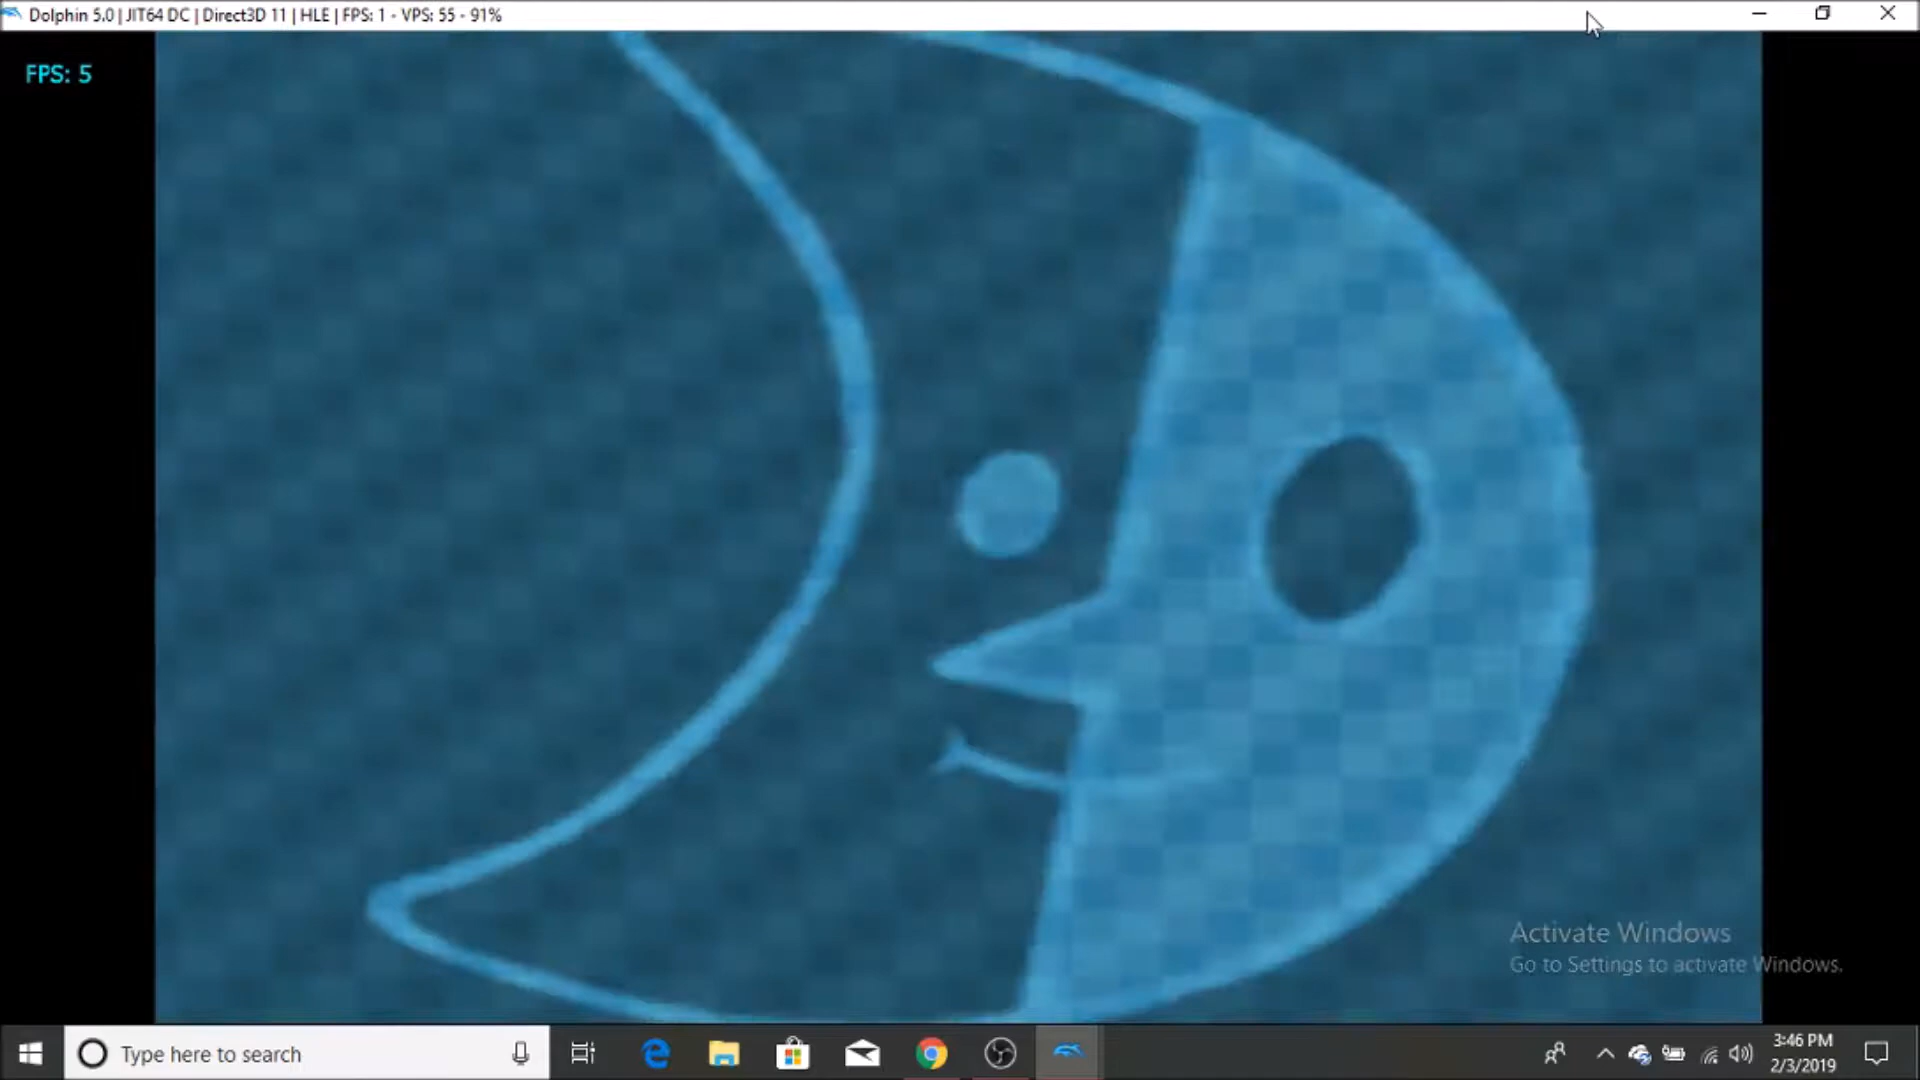 Dolphin 5.0 | JIT64 DC | Direct3D 11 | HLE | FPS: 1 - VPS: 55 - 91%
FPS: 5
Activate Windows
Go to Settings to activate Windows.
Type here to search
3:46 PM
2/3/2019